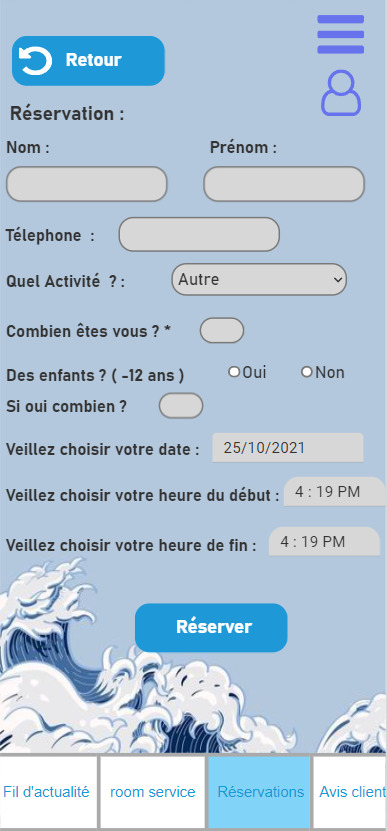 Retour
Réservation :
Nom :
Prénom :
Télephone :
Quel Activité ? :
Autre
Combien êtes vous ? *
Des enfants ? ( -12 ans )
Oui
Non
Si oui combien ?
Veillez choisir votre date :
25/10/2021
Veillez choisir votre heure du début :
4 : 19 PM
Veillez choisir votre heure de fin :
4 : 19 PM
Réserver
Fil d'actualité
room service
Réservations
Avis client